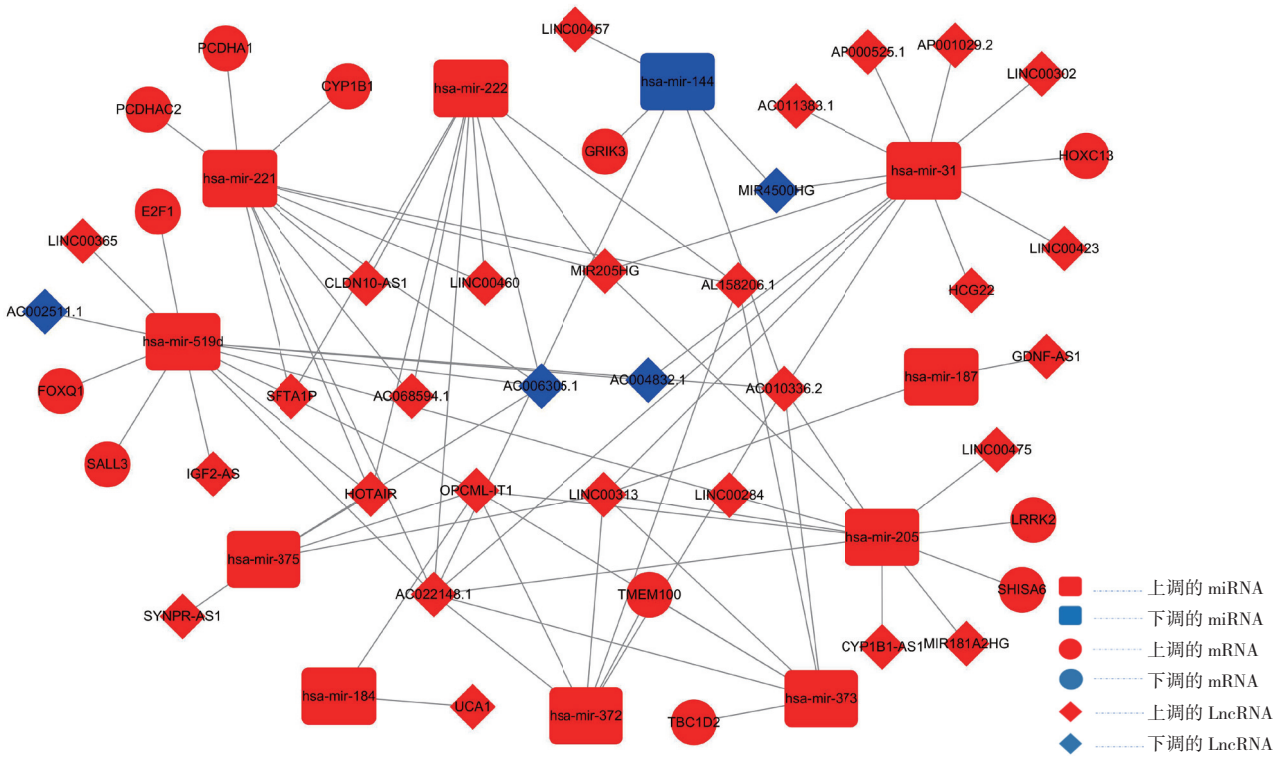 LINC00457
PCDHA1
AP000525.1
AP001029.2
LINC00302
hsa-mir-144
CYP1B1
hsa-mir-222
PCDHAC2
AC011383.1
GRIK3
HOXC13
hsa-mir-221
hsa-mir-31
MIR4500HG
E2F1
LINC00365
LINC00423
CLDN10-AS1
LINC00460
MIR205HG
AL158206.1
HCG22
AC002511.1
hsa-mir-519d
GDNF-AS1
hsa-mir-187
AC006305.1
AC004832.1
AC010336.2
FOXQ1
SFTA1P
AC068594.1
LINC00475
SALL3
IGF2-AS
HOTAIR
OPCML-IT1
LINC00313
LINC00284
LRRK2
hsa-mir-205
hsa-mir-375
SHISA6
上调的 miRNA
AC022148.1
TMEM100
SYNPR-AS1
下调的 miRNA
CYP1B1-AS1
MIR181A2HG
上调的 mRNA
下调的 mRNA
hsa-mir-184
UCA1
hsa-mir-372
TBC1D2
hsa-mir-373
上调的 LncRNA
下调的 LncRNA